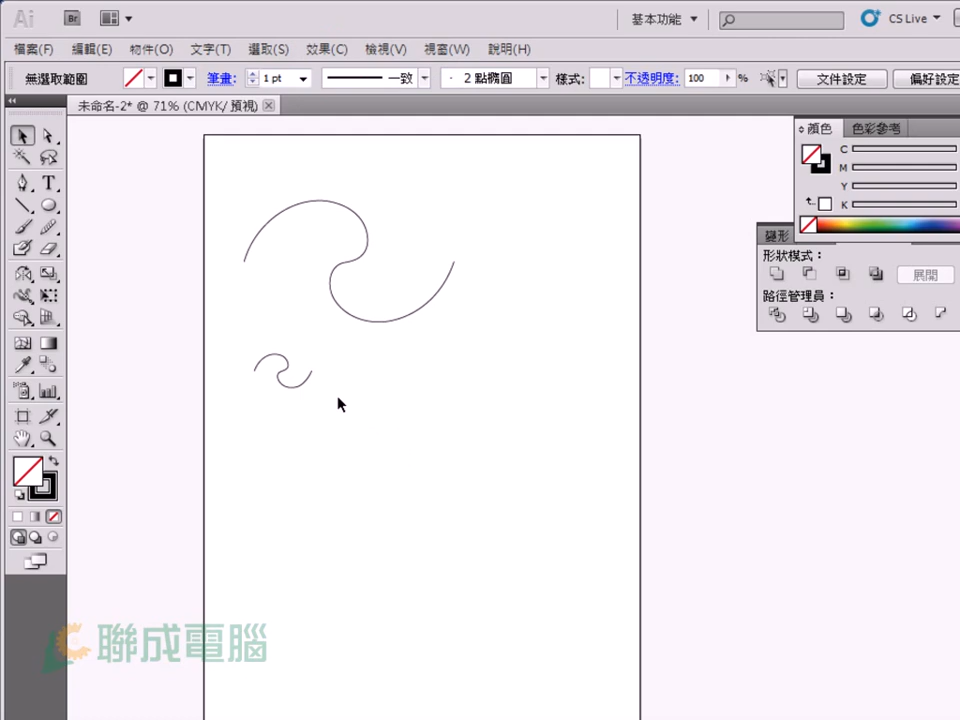 Ai Br 基本功能 CS Live
檔案(F) 編輯(E) 物件(O) 文字(T) 選取(S) 效果(C) 檢視(V) 視窗(W) 說明(H)
無選取範圍 筆畫: 1 pt 一致 2 點橢圓 樣式: 不透明度: 100 % 文件設定 偏好設定
未命名-2* @ 71% (CMYK/ 預視)
顏色 色彩參考
C
M
Y
K
變形
形狀模式:
展開
路徑管理員:
聯成電腦